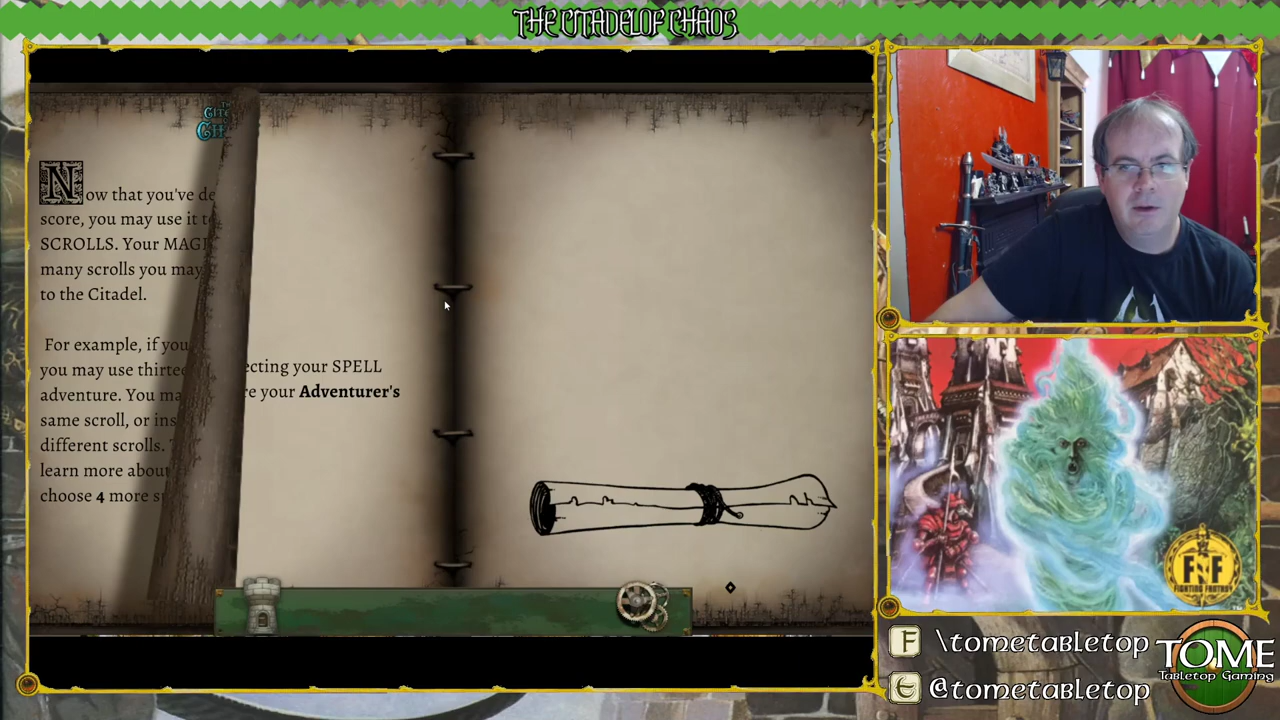 THE CITADEL OF CHAOS
Now that you've de
score, you may use it t
SCROLLS. Your MAGI
many scrolls you may
to the Citadel.
For example, if you
you may use thirte
adventure. You ma
same scroll, or ins
different scrolls.
learn more about
choose 4 more s
ecting your SPELL
re your Adventurer's
FF
FIGHTING FANTASY
\tometabletop
@tometabletop
TOME
Tabletop Gaming